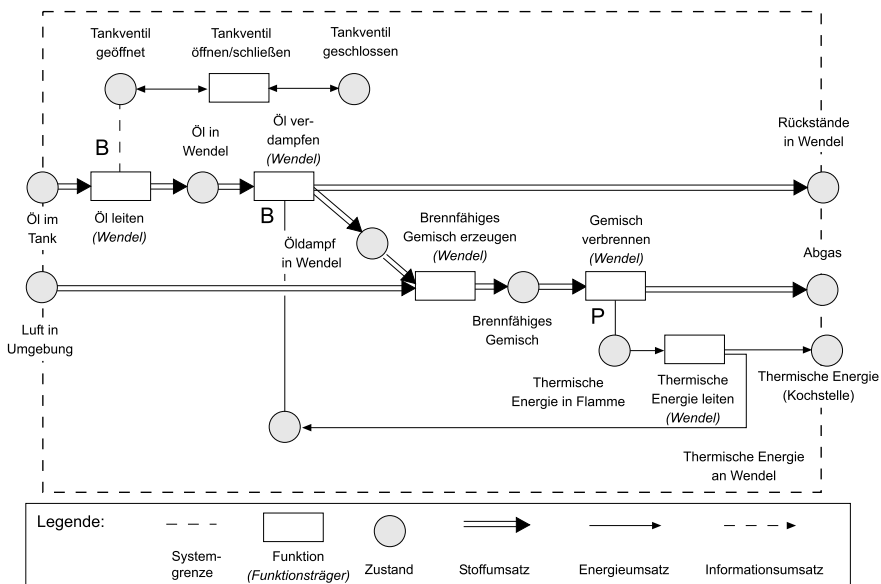 Tankventil
geöffnet
Tankventil
öffnen/schließen
Tankventil
geschlossen
B
Öl in
Wendel
Öl ver-
dampfen
(Wendel)
Rückstände
in Wendel
Öl im
Tank
Öl leiten
(Wendel)
B
Öldampf
in Wendel
Brennfähiges
Gemisch erzeugen
(Wendel)
Gemisch
verbrennen
(Wendel)
Abgas
Luft in
Umgebung
Brennfähiges
Gemisch
P
Thermische
Energie in Flamme
Thermische
Energie leiten
(Wendel)
Thermische Energie
(Kochstelle)
Thermische Energie
an Wendel
Legende:
System-
grenze
Funktion
(Funktionsträger)
Zustand
Stoffumsatz
Energieumsatz
Informationsumsatz